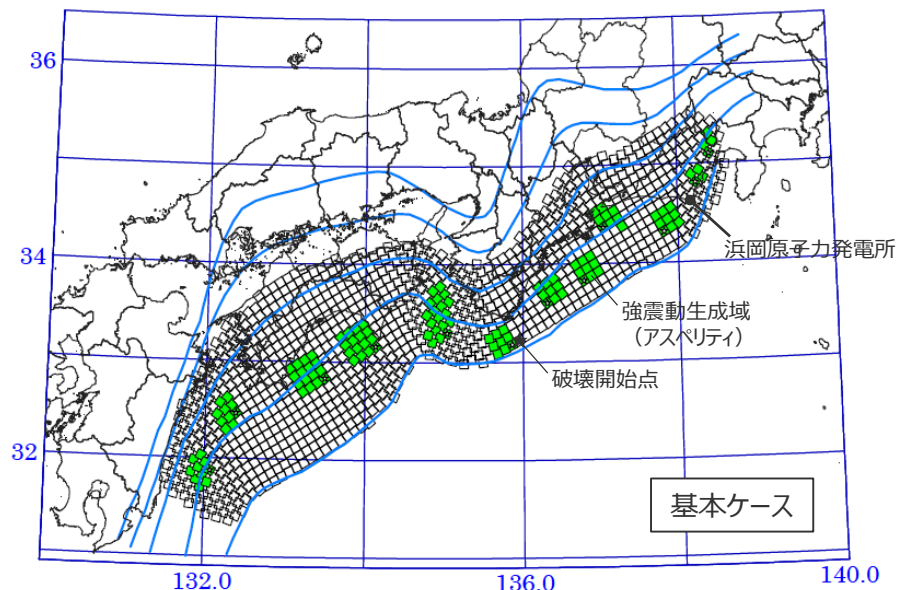 36
34
32
浜岡原子力発電所
強震動生成域
（アスペリティ）
破壊開始点
基本ケース
132.0
136.0
140.0